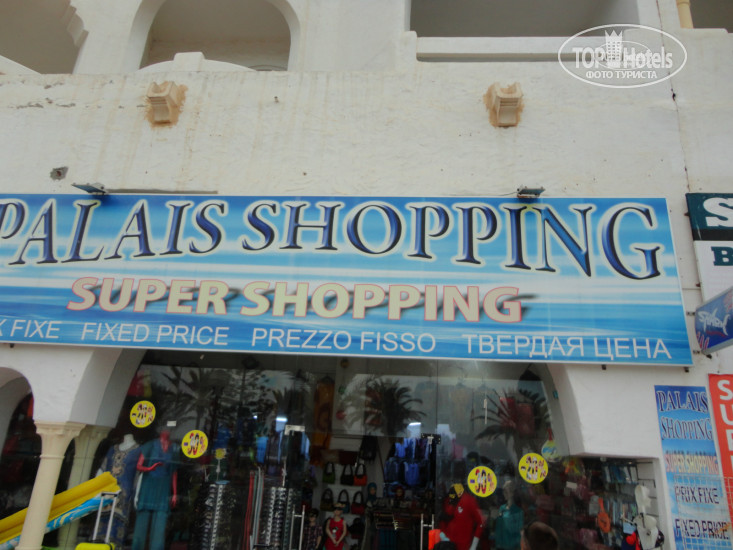 TOP Hotels
ФОТО ТУРИСТА
PALAIS SHOPPING
SUPER SHOPPING
FIXE FIXED PRICE PREZZO FISSO ТВЕРДАЯ ЦЕНА
PALAIS
SHOPPING
SUPER SHOPPING
PRIX FIXE
FIXED PRICE